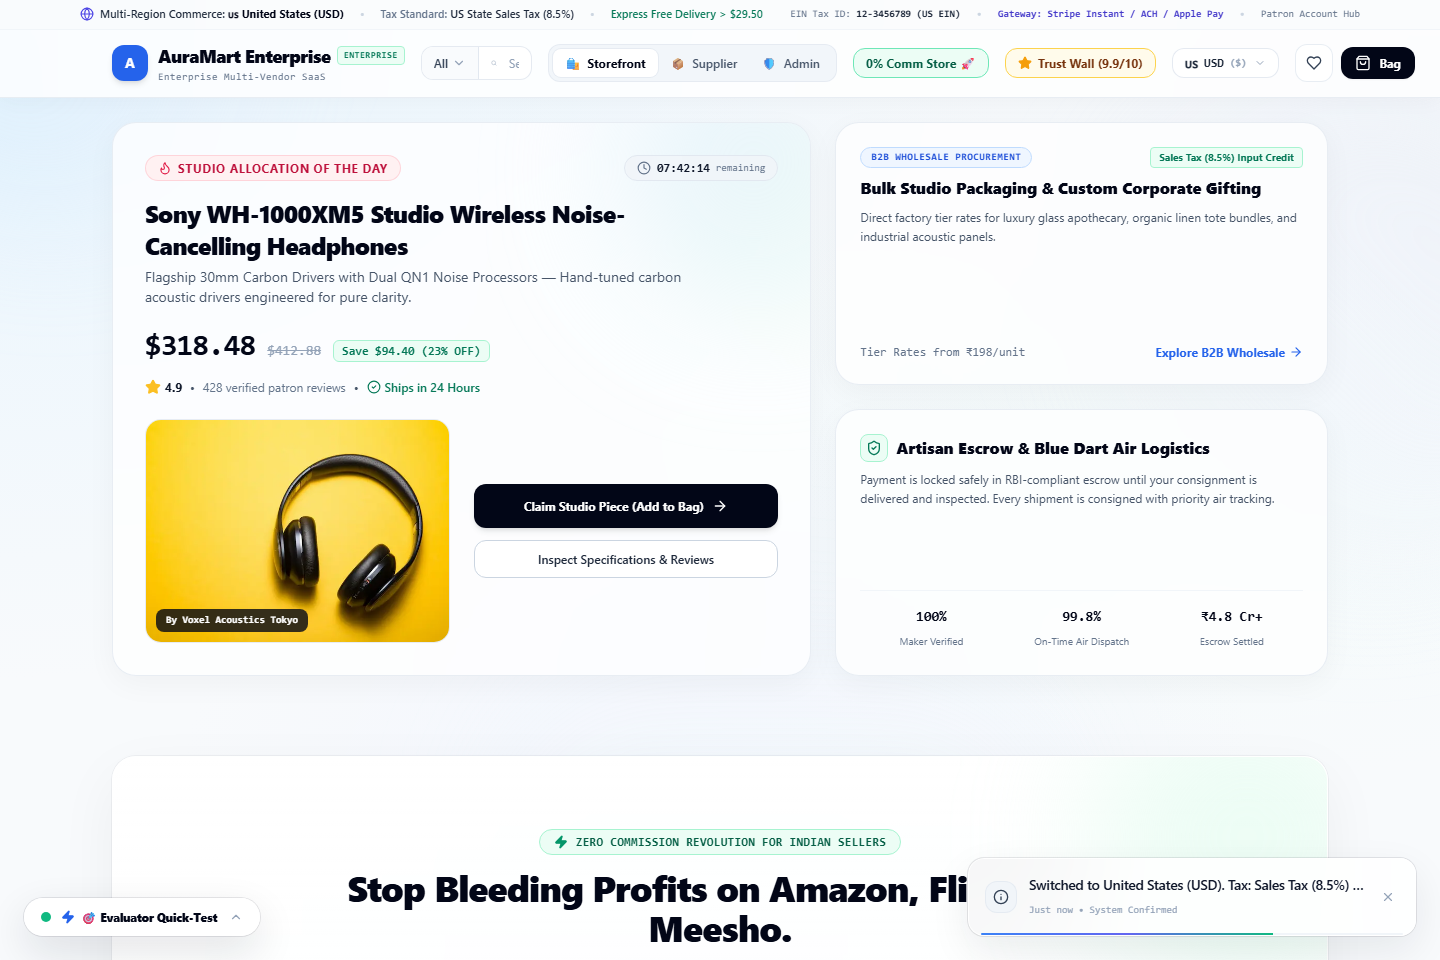 Multi-Region Commerce: us United States (USD) • Tax Standard: US State Sales Tax (8.5%) • Express Free Delivery > $29.50 EIN Tax ID: 12-3456789 (US EIN) • Gateway: Stripe Instant / ACH / Apple Pay • Patron Account Hub
A
AuraMart Enterprise ENTERPRISE
Enterprise Multi-Vendor SaaS
All
Se
Storefront
Supplier
Admin
0% Comm Store 🚀
Trust Wall (9.9/10)
US USD ($)
Bag
STUDIO ALLOCATION OF THE DAY
07:42:14 remaining
Sony WH-1000XM5 Studio Wireless Noise-
Cancelling Headphones
Flagship 30mm Carbon Drivers with Dual QN1 Noise Processors — Hand-tuned carbon
acoustic drivers engineered for pure clarity.
$318.48 $412.88 Save $94.40 (23% OFF)
4.9 • 428 verified patron reviews • Ships in 24 Hours
By Voxel Acoustics Tokyo
Claim Studio Piece (Add to Bag) →
Inspect Specifications & Reviews
B2B WHOLESALE PROCUREMENT
Sales Tax (8.5%) Input Credit
Bulk Studio Packaging & Custom Corporate Gifting
Direct factory tier rates for luxury glass apothecary, organic linen tote bundles, and
industrial acoustic panels.
Tier Rates from ₹198/unit
Explore B2B Wholesale →
Artisan Escrow & Blue Dart Air Logistics
Payment is locked safely in RBI-compliant escrow until your consignment is
delivered and inspected. Every shipment is consigned with priority air tracking.
100%
Maker Verified
99.8%
On-Time Air Dispatch
₹4.8 Cr+
Escrow Settled
ZERO COMMISSION REVOLUTION FOR INDIAN SELLERS
Stop Bleeding Profits on Amazon, Fli
Meesho.
Evaluator Quick-Test
Switched to United States (USD). Tax: Sales Tax (8.5%) ...
Just now • System Confirmed